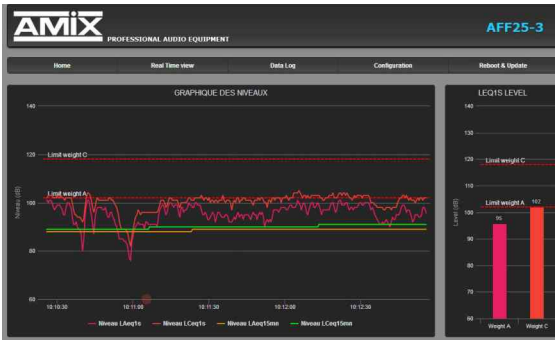 AMiX
PROFESSIONAL AUDIO EQUIPMENT
AFF25-3
Home
Real Time view
Data Log
Configuration
Reboot & Update
GRAPHIQUE DES NIVEAUX
140
120
100
80
60
Niveau (dB)
Limit weight C
Limit weight A
10:10:30
10:11:00
10:11:30
10:12:00
10:12:30
Niveau LAeq1s
Niveau LCeq1s
Niveau LAeq15mn
Niveau LCeq15mn
LEQ1S LEVEL
140
130
120
110
100
90
80
70
60
Level (dB)
Limit weight C
Limit weight A
95
102
Weight A
Weight C